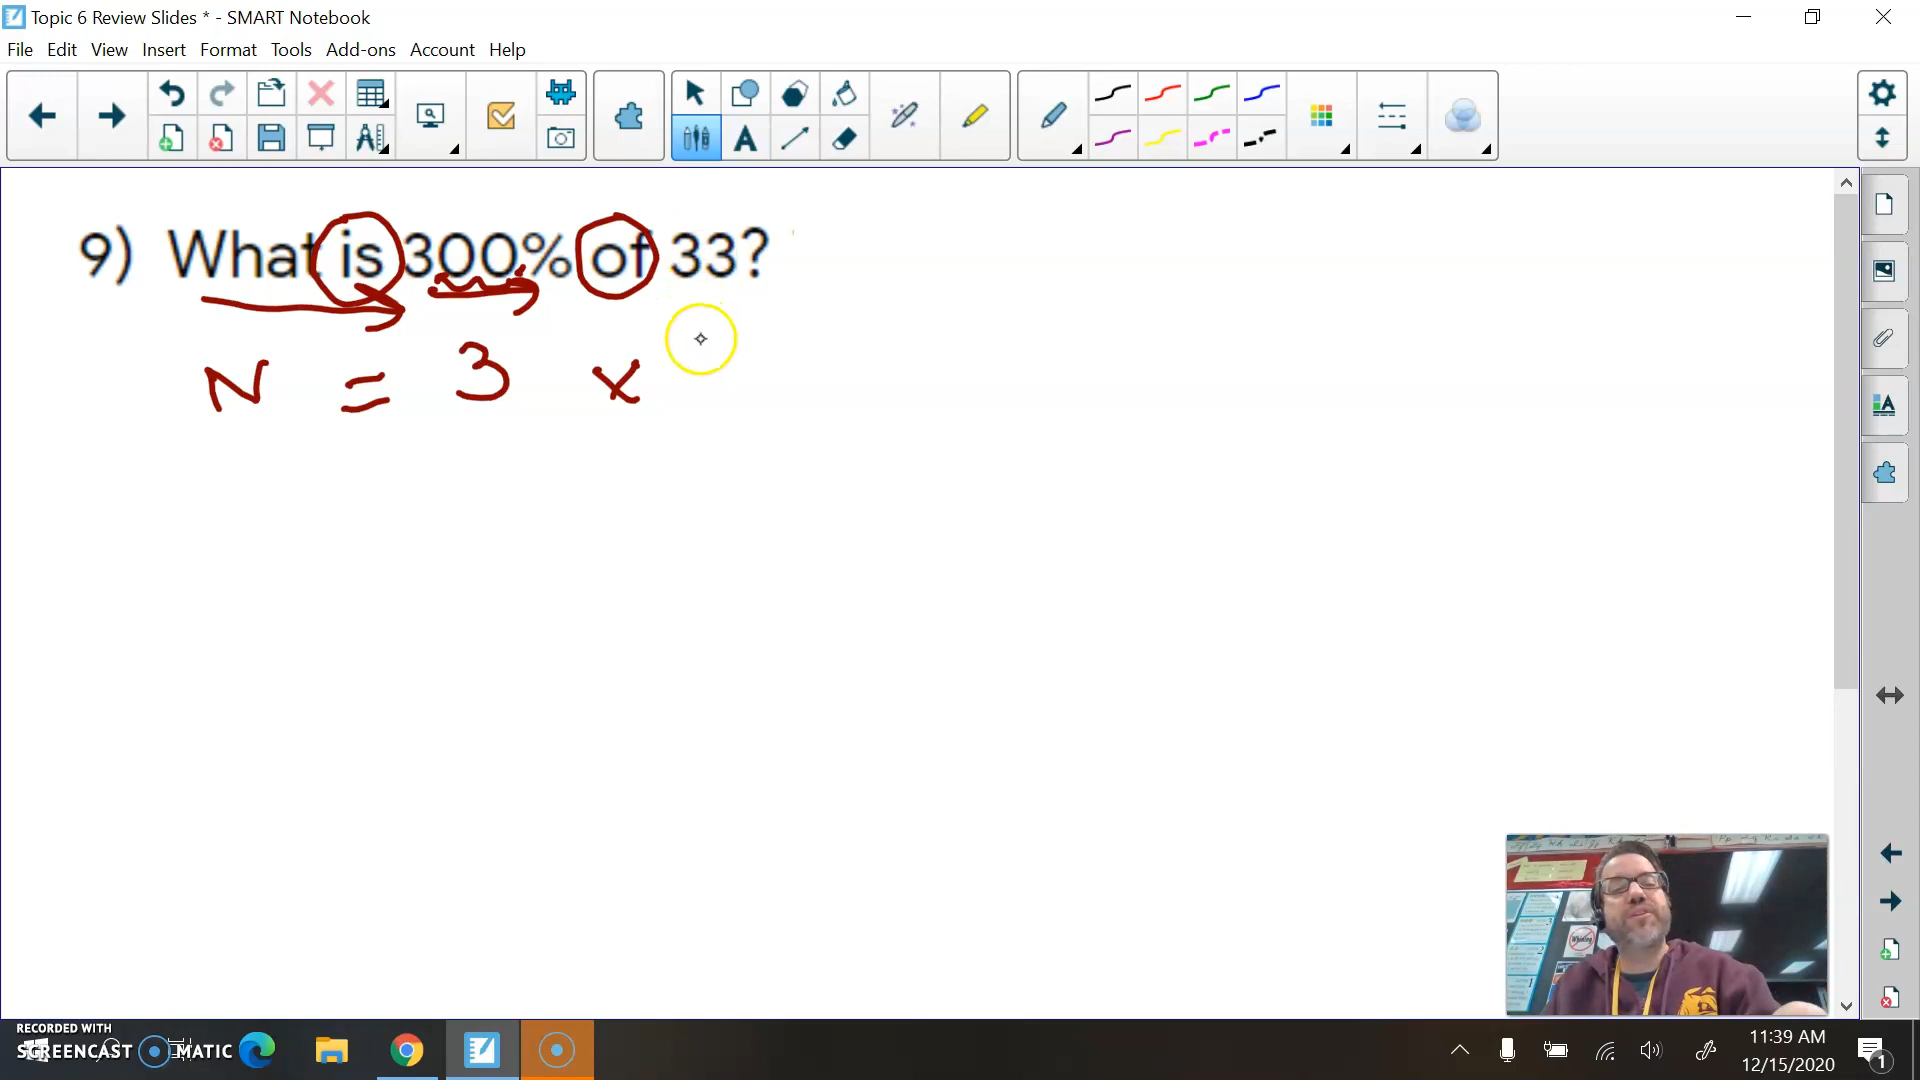 Topic 6 Review Slides * - SMART Notebook
File Edit View Insert Format Tools Add-ons Account Help
9) What is 300% of 33?
N = 3 x
RECORDED WITH
SCREENCAST MATIC
11:39 AM
12/15/2020
1